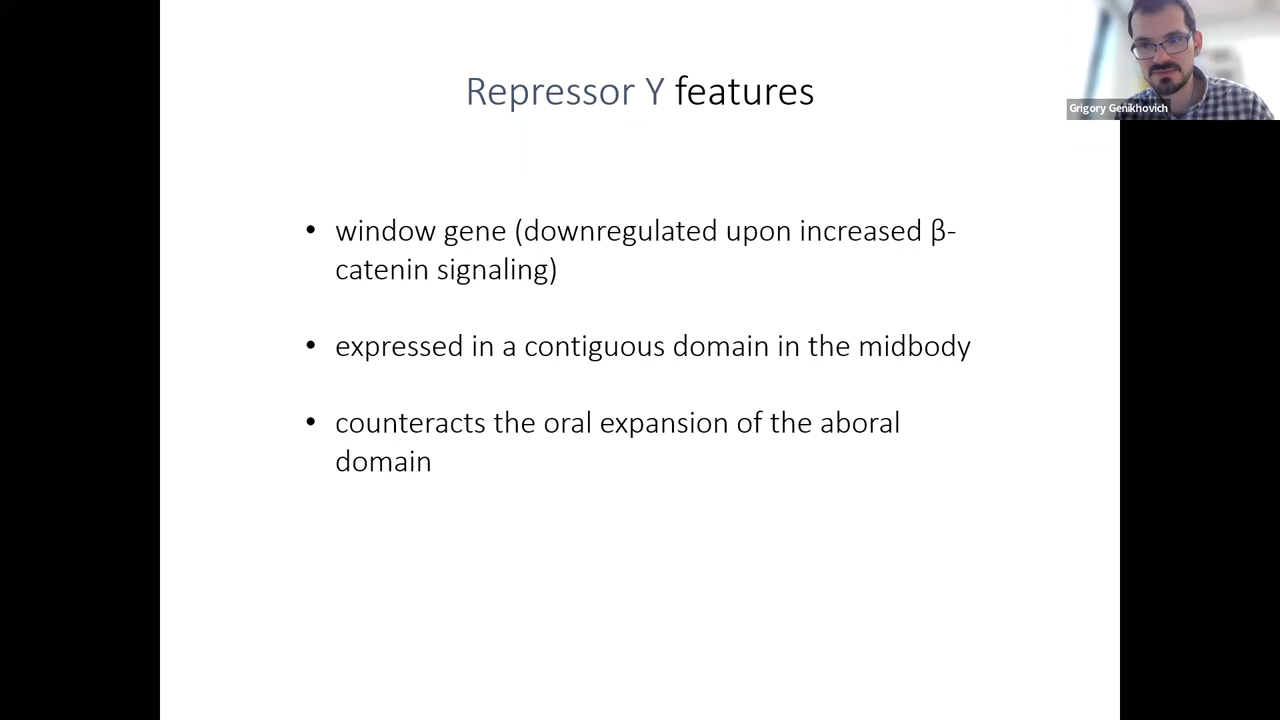 Repressor Y features
Grigory Genikhovich
• window gene (downregulated upon increased β-
catenin signaling)
• expressed in a contiguous domain in the midbody
• counteracts the oral expansion of the aboral
domain